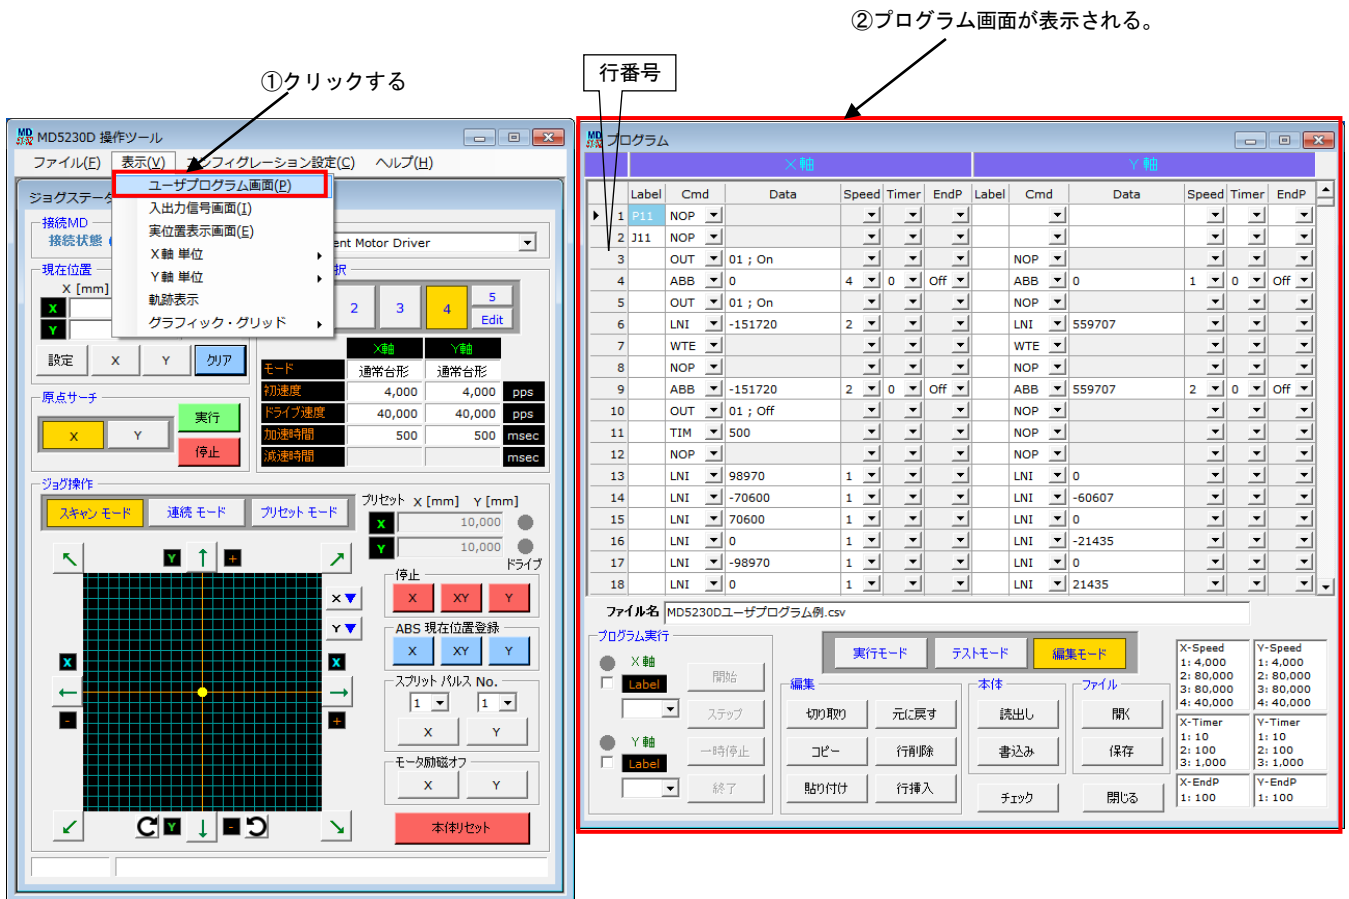 ②プログラム画面が表示される。
①クリックする
行番号
MD5230D 操作ツール
ファイル(F) 表示(V) コンフィグレーション設定(C) ヘルプ(H)
ユーザプログラム画面(P)
入出力信号画面(I)
実位置表示画面(E)
X軸 単位
Y軸 単位
軌跡表示
グラフィック・グリッド
ジョグステータ
接続MD
接続状態
ent Motor Driver
現在位置
X [mm]
X
Y
設定 X Y クリア
択
2 3 4 5
Edit
X軸 Y軸
モード 通常台形 通常台形
初速度 4,000 4,000 pps
ドライブ速度 40,000 40,000 pps
加速時間 500 500 msec
減速時間 msec
原点サーチ
X Y
実行
停止
ジョグ操作
スキャン モード 連続 モード プリセット モード
プリセット X [mm] Y [mm]
X 10,000
Y 10,000
ドライブ
Y +
X▼
Y▼
X X
- +
Y -
停止
X XY Y
ABS 現在位置登録
X XY Y
スプリット パルス No.
1 1
X Y
モータ励磁オフ
X Y
本体リセット
プログラム
X軸 Y軸
Label Cmd Data Speed Timer EndP Label Cmd Data Speed Timer EndP
1 P11 NOP
2 J11 NOP
3 OUT 01 ; On NOP
4 ABB 0 4 0 Off ABB 0 1 0 Off
5 OUT 01 ; On NOP
6 LNI -151720 2 LNI 559707
7 WTE WTE
8 NOP NOP
9 ABB -151720 2 0 Off ABB 559707 2 0 Off
10 OUT 01 ; Off NOP
11 TIM 500 NOP
12 NOP NOP
13 LNI 98970 1 LNI 0
14 LNI -70600 1 LNI -60607
15 LNI 70600 1 LNI 0
16 LNI 0 1 LNI -21435
17 LNI -98970 1 LNI 0
18 LNI 0 1 LNI 21435
ファイル名 MD5230Dユーザプログラム例.csv
プログラム実行
X軸
Label
開始
ステップ
Y軸
Label
一時停止
終了
実行モード テストモード 編集モード
編集
切り取り 元に戻す
コピー 行削除
貼り付け 行挿入
本体
読出し
書込み
チェック
ファイル
開く
保存
閉じる
X-Speed
1: 4,000
2: 80,000
3: 80,000
4: 40,000
Y-Speed
1: 4,000
2: 80,000
3: 80,000
4: 40,000
X-Timer
1: 10
2: 100
3: 1,000
Y-Timer
1: 10
2: 100
3: 1,000
X-EndP
1: 100
Y-EndP
1: 100